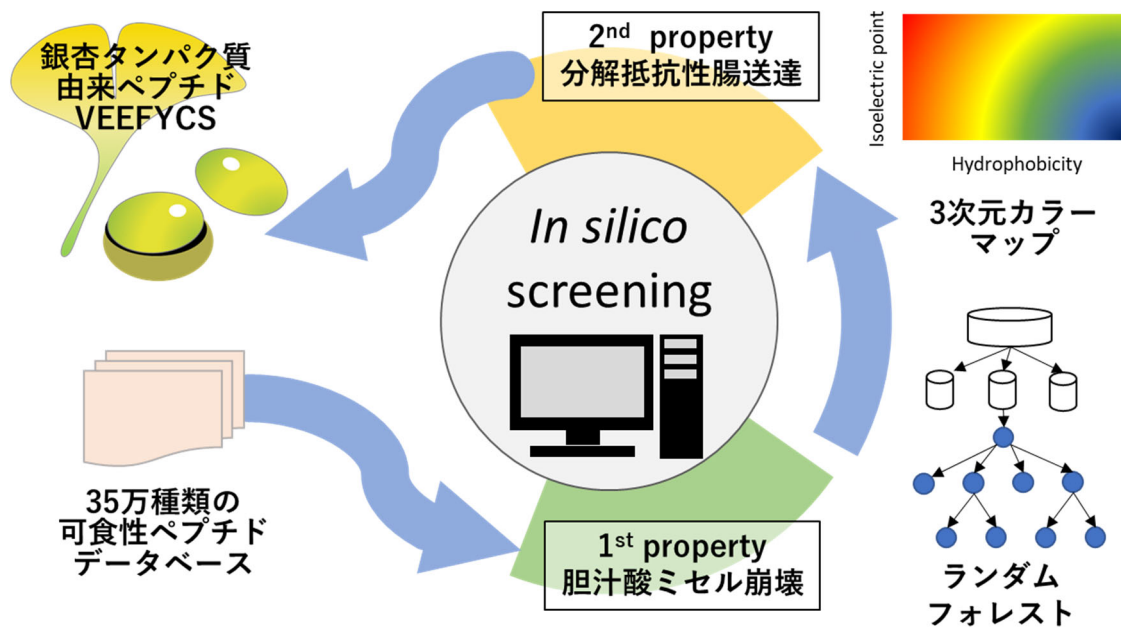 銀杏タンパク質
由来ペプチド
VEEFYCS
2nd property
分解抵抗性腸送達
Isoelectric point
Hydrophobicity
3次元カラー
マップ
In silico
screening
35万種類の
可食性ペプチド
データベース
1st property
胆汁酸ミセル崩壊
ランダム
フォレスト